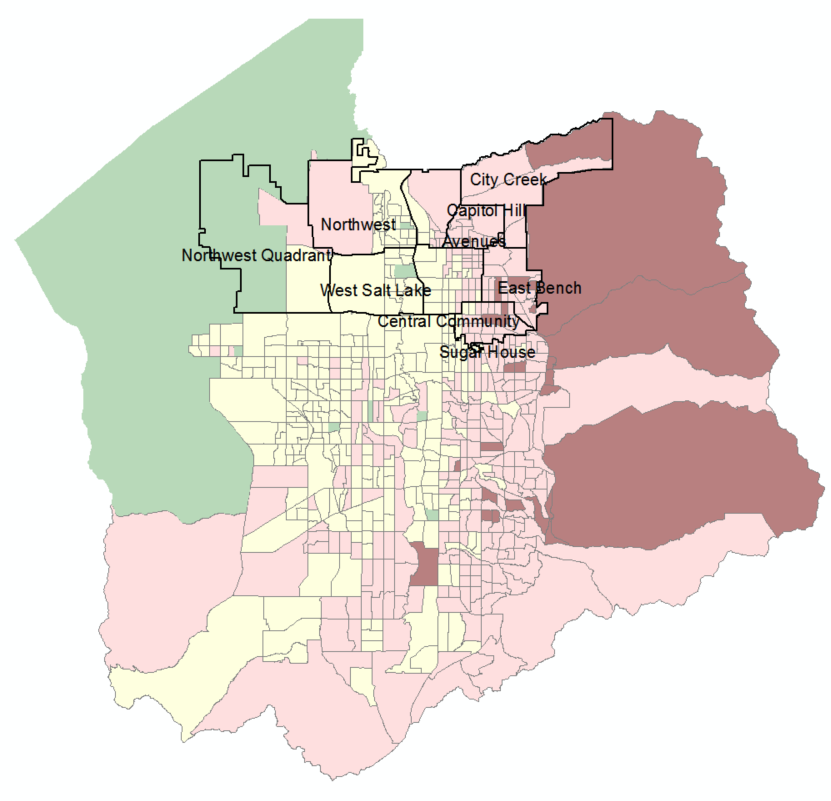 City Creek
Capitol Hill
Northwest
Avenues
Northwest Quadrant
East Bench
West Salt Lake
Central Community
Sugar House